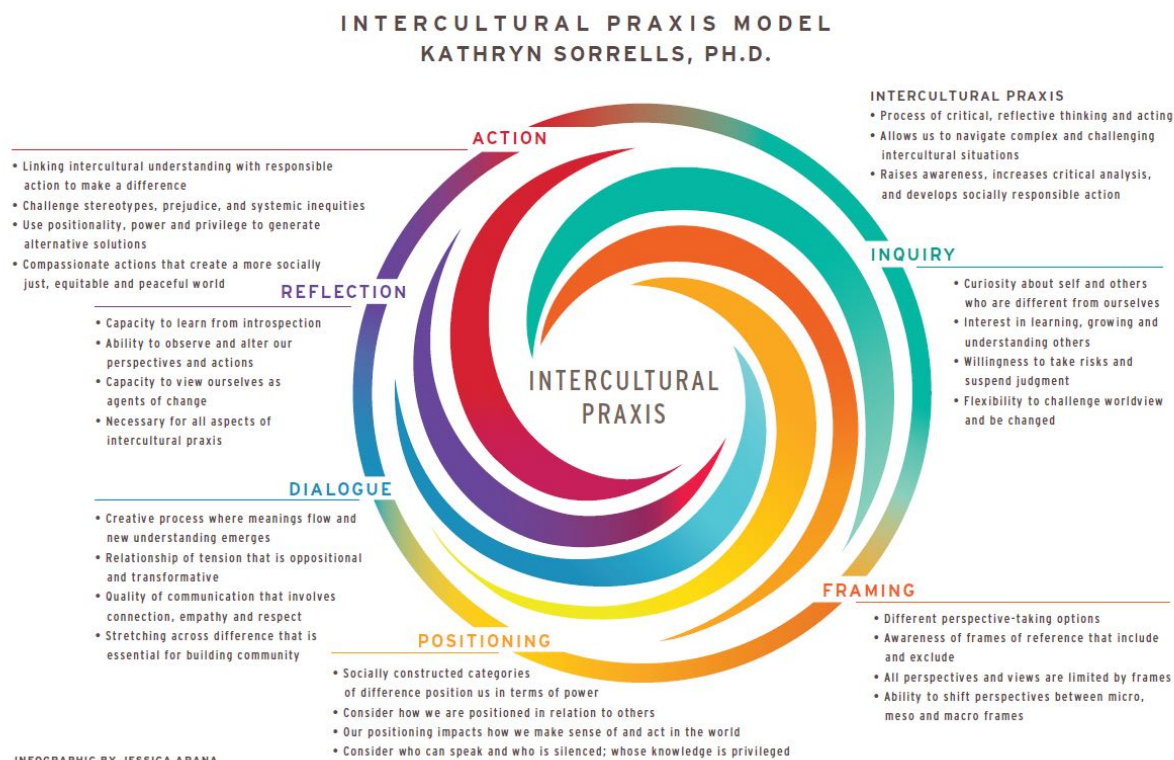 INTERCULTURAL PRAXIS MODEL
KATHRYN SORRELLS, PH.D.
INTERCULTURAL PRAXIS
• Process of critical, reflective thinking and acting
• Allows us to navigate complex and challenging
intercultural situations
• Raises awareness, increases critical analysis,
and develops socially responsible action
INQUIRY
• Curiosity about self and others
who are different from ourselves
• Interest in learning, growing and
understanding others
• Willingness to take risks and
suspend judgment
• Flexibility to challenge worldview
and be changed
FRAMING
• Different perspective-taking options
• Awareness of frames of reference that include
and exclude
• All perspectives and views are limited by frames
• Ability to shift perspectives between micro,
meso and macro frames
POSITIONING
• Socially constructed categories
of difference position us in terms of power
• Consider how we are positioned in relation to others
• Our positioning impacts how we make sense of and act in the world
• Consider who can speak and who is silenced; whose knowledge is privileged
DIALOGUE
• Creative process where meanings flow and
new understanding emerges
• Relationship of tension that is oppositional
and transformative
• Quality of communication that involves
connection, empathy and respect
• Stretching across difference that is
essential for building community
REFLECTION
• Capacity to learn from introspection
• Ability to observe and alter our
perspectives and actions
• Capacity to view ourselves as
agents of change
• Necessary for all aspects of
intercultural praxis
ACTION
• Linking intercultural understanding with responsible
action to make a difference
• Challenge stereotypes, prejudice, and systemic inequities
• Use positionality, power and privilege to generate
alternative solutions
• Compassionate actions that create a more socially
just, equitable and peaceful world
INTERCULTURAL
PRAXIS
INFOGRAPHIC BY JESSICA ARANA